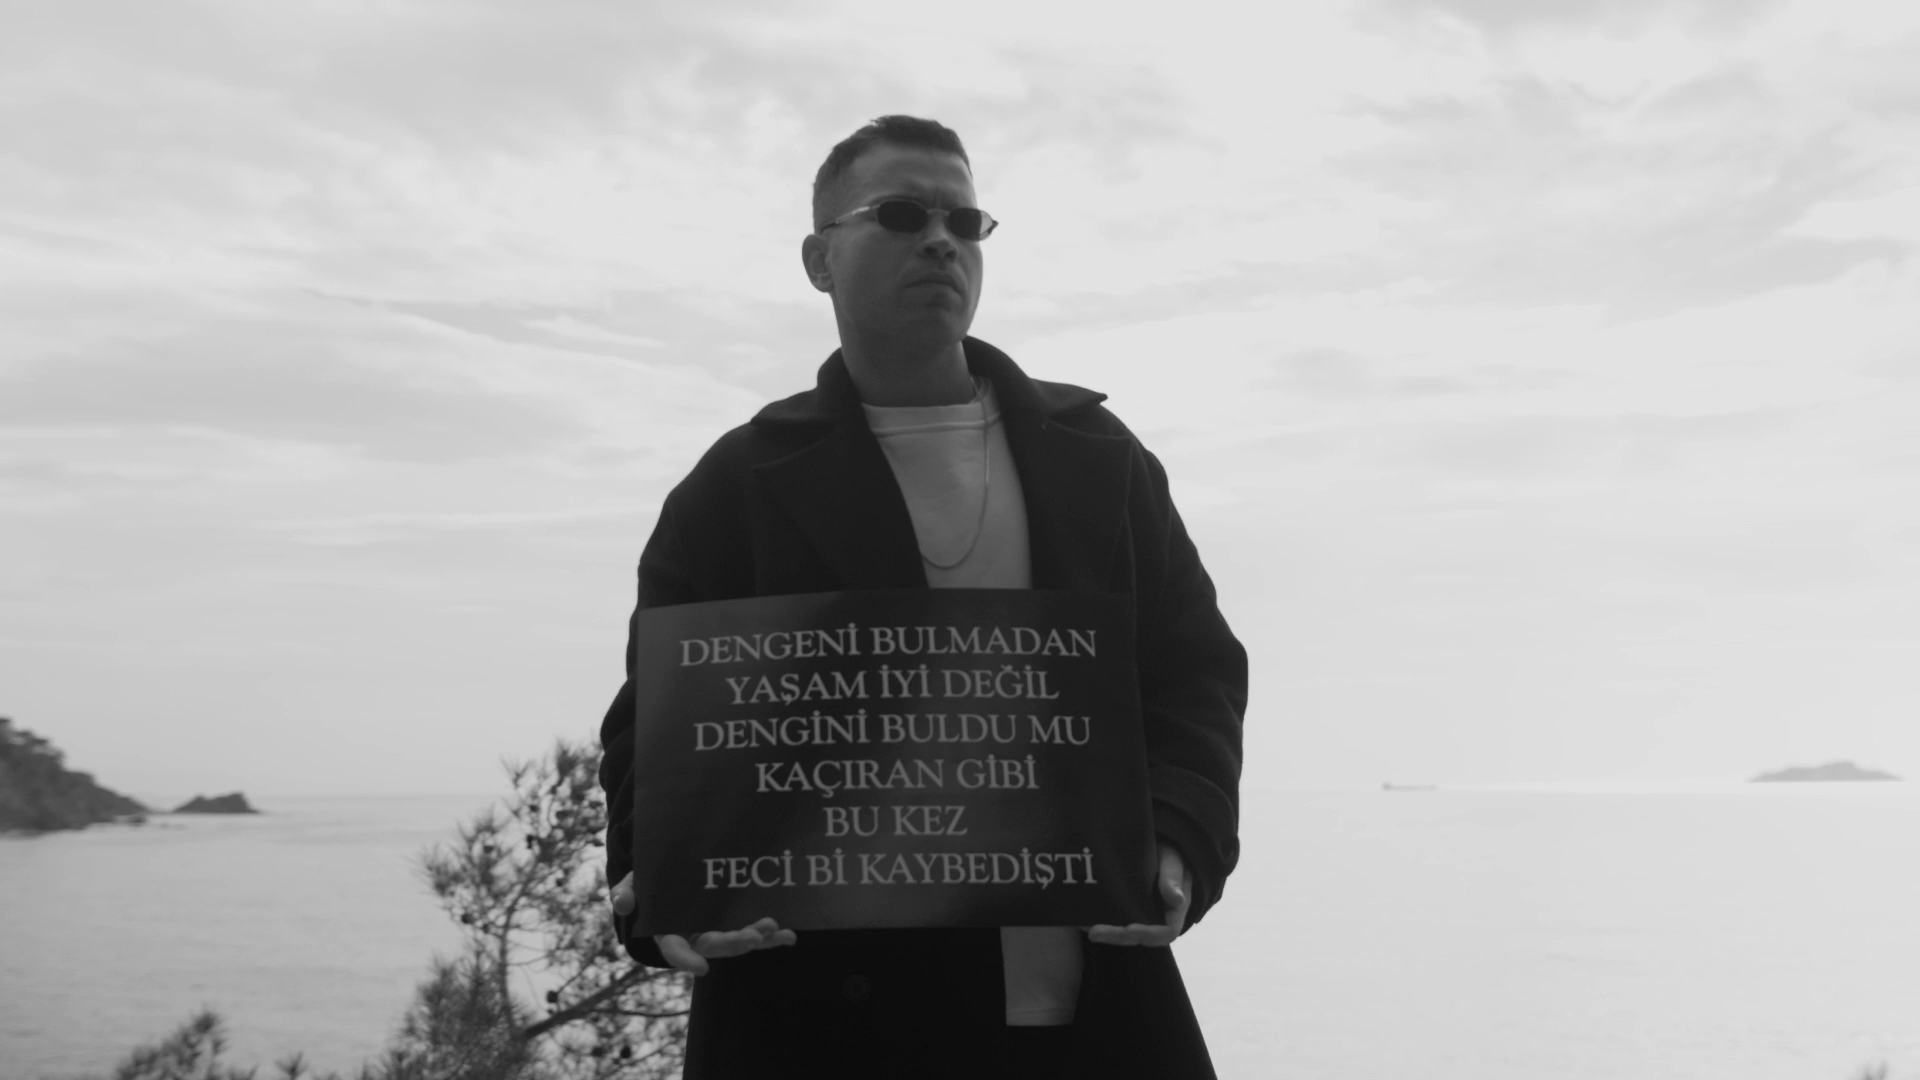 DENGENİ BULMADAN
YAŞAM İYİ DEĞİL
DENGİNİ BULDU MU
KAÇIRAN GİBİ
BU KEZ
FECİ Bİ KAYBEDİŞTİ